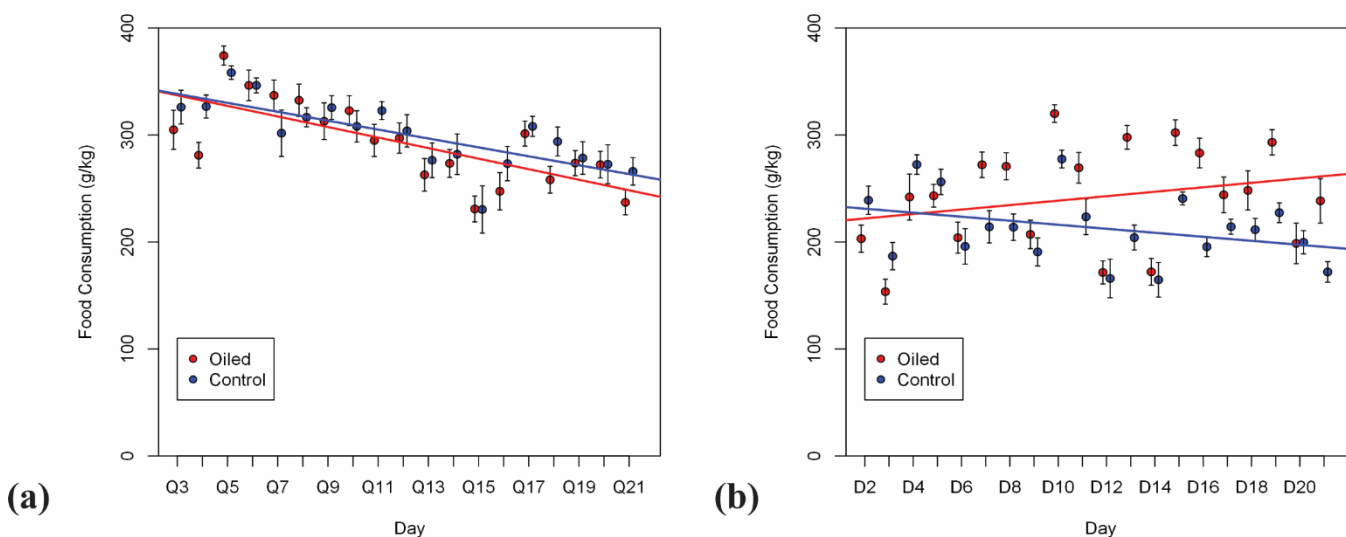 400
300
200
100
0
Food Consumption (g/kg)
Oiled
Control
Q3 Q5 Q7 Q9 Q11 Q13 Q15 Q17 Q19 Q21
Day
(a)
400
300
200
100
0
Food Consumption (g/kg)
Oiled
Control
D2 D4 D6 D8 D10 D12 D14 D16 D18 D20
Day
(b)